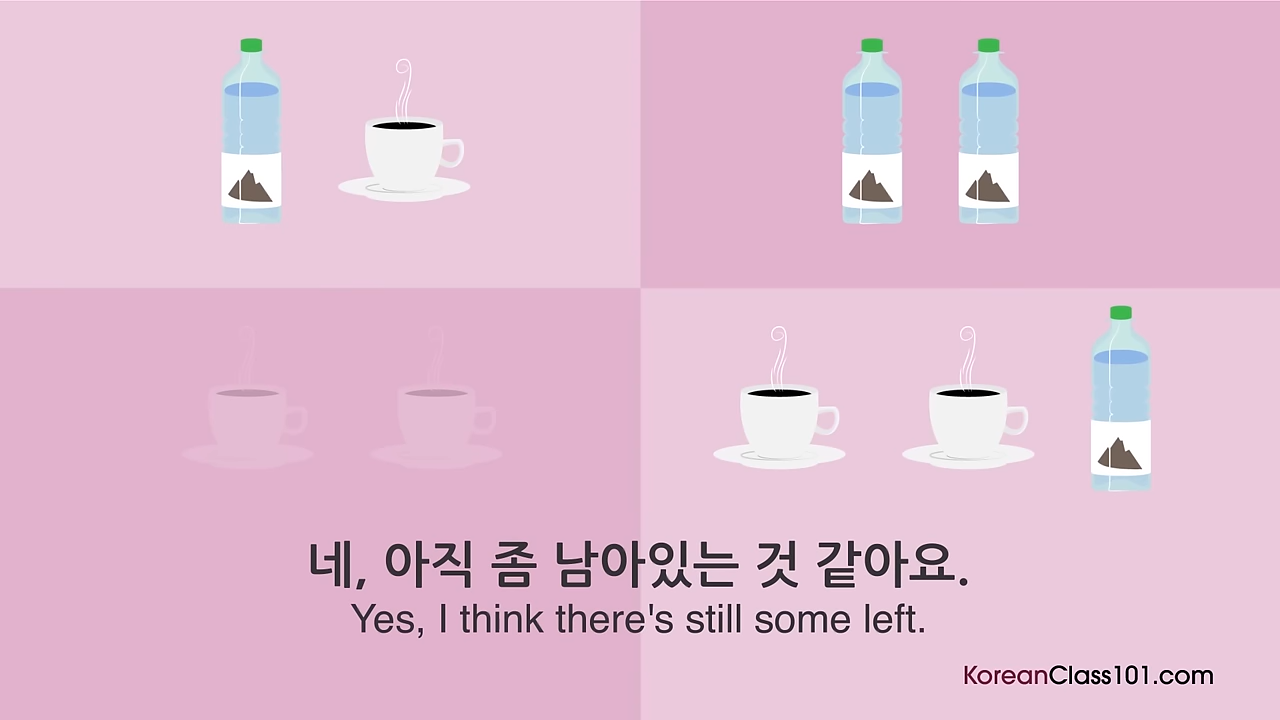 네, 아직 좀 남아있는 것 같아요.
Yes, I think there's still some left.
KoreanClass101.com